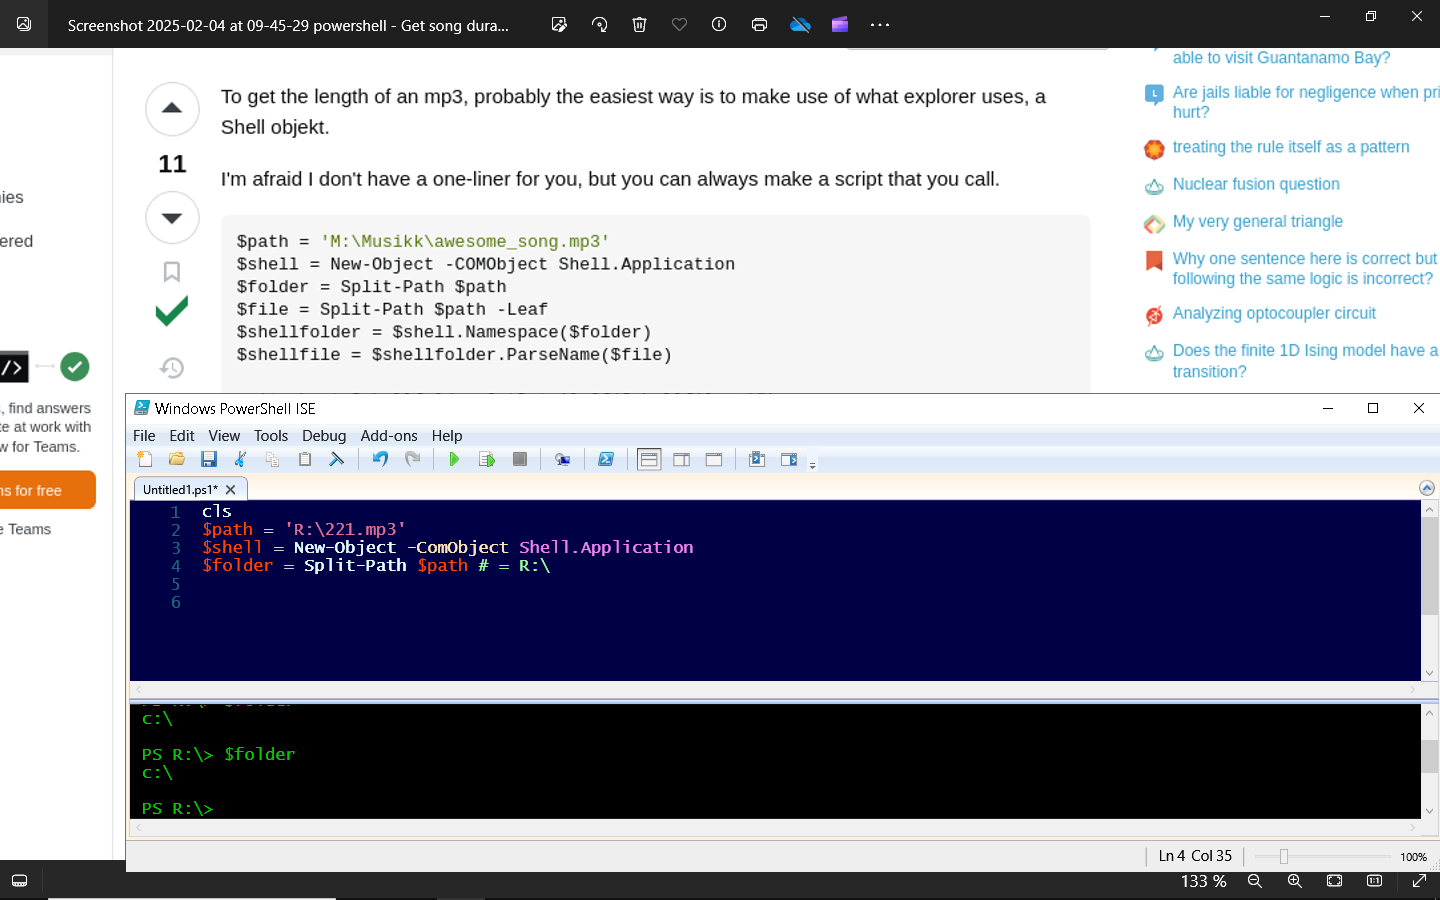 Screenshot 2025-02-04 at 09-45-29 powershell - Get song dura...
able to visit Guantanamo Bay?
To get the length of an mp3, probably the easiest way is to make use of what explorer uses, a
Shell objekt.
11
I'm afraid I don't have a one-liner for you, but you can always make a script that you call.
$path = 'M:\Musikk\awesome_song.mp3'
$shell = New-Object -COMObject Shell.Application
$folder = Split-Path $path
$file = Split-Path $path -Leaf
$shellfolder = $shell.Namespace($folder)
$shellfile = $shellfolder.ParseName($file)
Are jails liable for negligence when pri
hurt?
treating the rule itself as a pattern
Nuclear fusion question
My very general triangle
Why one sentence here is correct but
following the same logic is incorrect?
Analyzing optocoupler circuit
Does the finite 1D Ising model have a
transition?
ies
ered
/>
, find answers
te at work with
w for Teams.
ns for free
e Teams
Windows PowerShell ISE
File Edit View Tools Debug Add-ons Help
Untitled1.ps1*
1 cls
2 $path = 'R:\221.mp3'
3 $shell = New-Object -ComObject Shell.Application
4 $folder = Split-Path $path # = R:\
5
6
c:\
PS R:\> $folder
c:\
PS R:\>
Ln 4 Col 35
100%
133 %